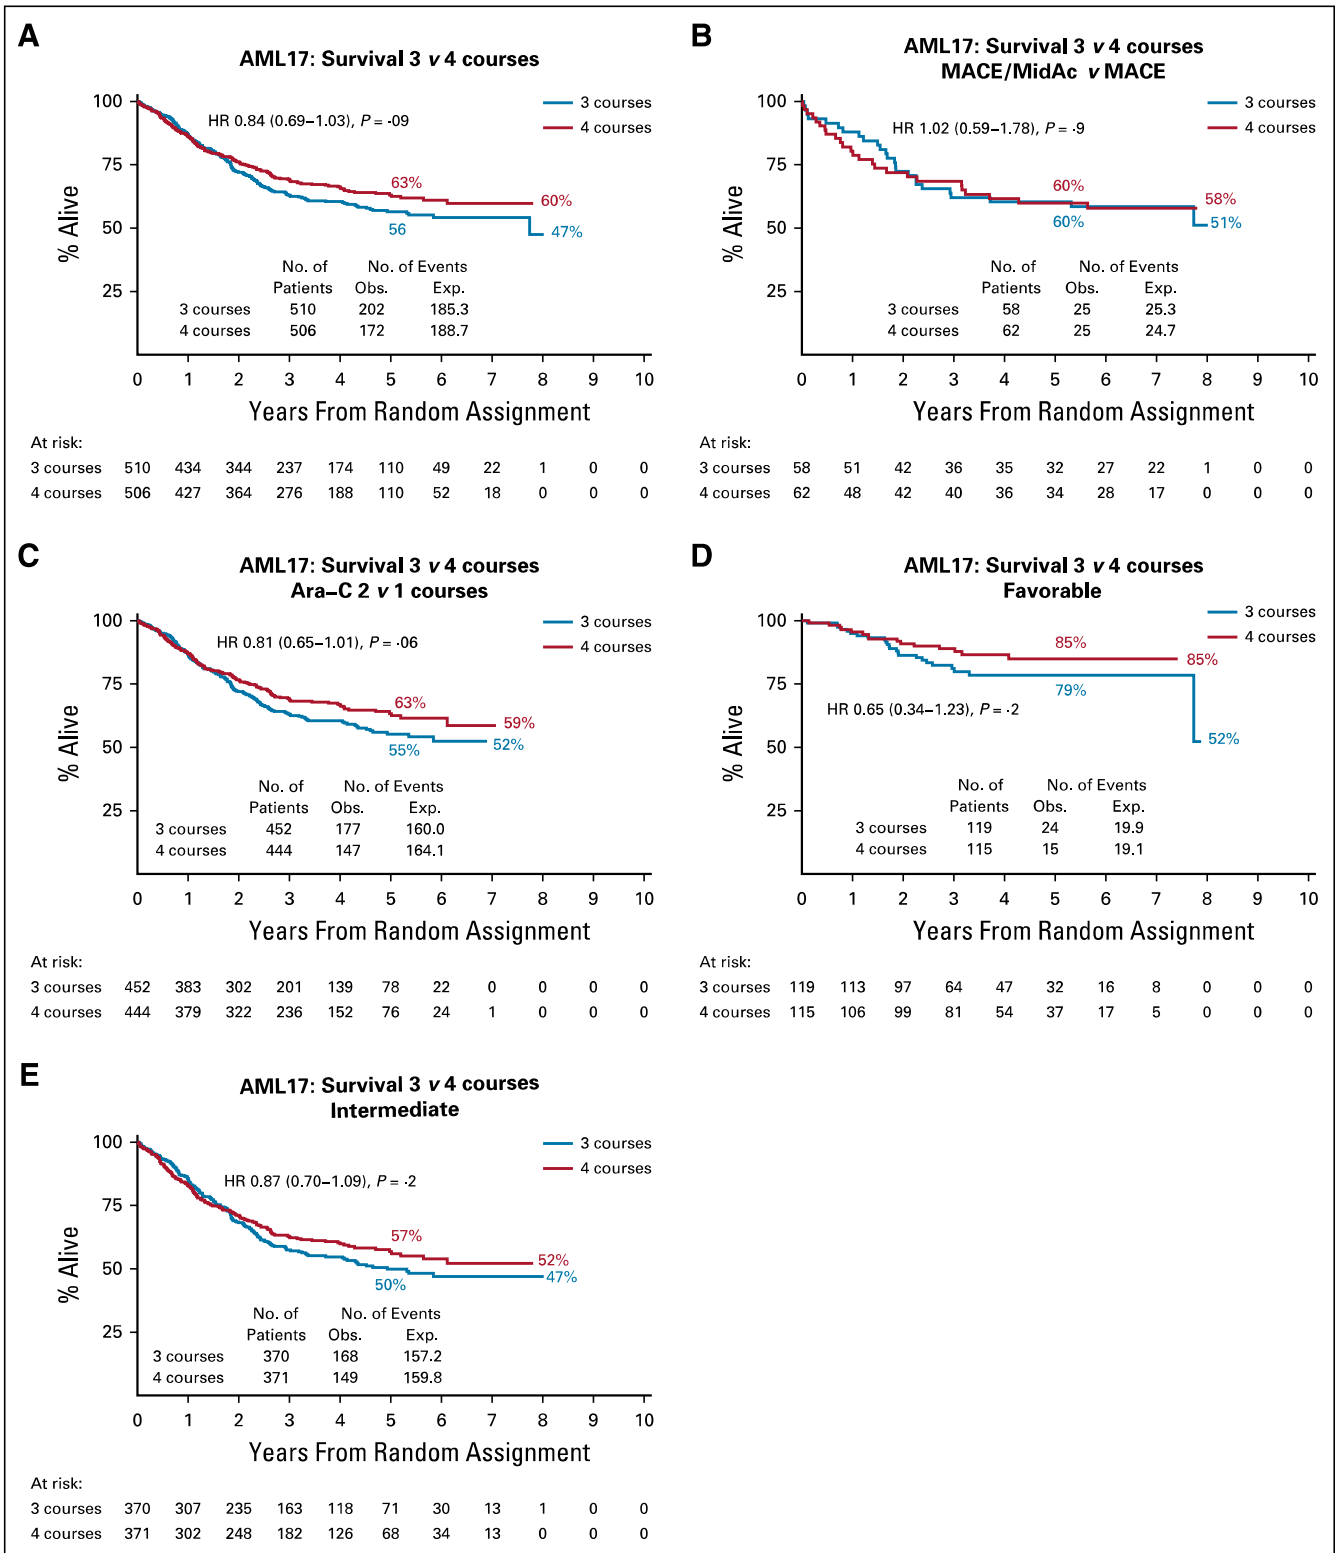 A
AML17: Survival 3 v 4 courses
100
75
50
25
% Alive
HR 0.84 (0.69–1.03), P = ·09
3 courses
4 courses
63%
60%
56
47%
No. of No. of Events
Patients Obs. Exp.
3 courses 510 202 185.3
4 courses 506 172 188.7
0 1 2 3 4 5 6 7 8 9 10
Years From Random Assignment
At risk:
3 courses 510 434 344 237 174 110 49 22 1 0 0
4 courses 506 427 364 276 188 110 52 18 0 0 0
B
AML17: Survival 3 v 4 courses
MACE/MidAc v MACE
100
75
50
25
% Alive
HR 1.02 (0.59–1.78), P = ·9
3 courses
4 courses
60%
58%
60%
51%
No. of No. of Events
Patients Obs. Exp.
3 courses 58 25 25.3
4 courses 62 25 24.7
0 1 2 3 4 5 6 7 8 9 10
Years From Random Assignment
At risk:
3 courses 58 51 42 36 35 32 27 22 1 0 0
4 courses 62 48 42 40 36 34 28 17 0 0 0
C
AML17: Survival 3 v 4 courses
Ara–C 2 v 1 courses
100
75
50
25
% Alive
HR 0.81 (0.65–1.01), P = ·06
3 courses
4 courses
63%
59%
55%
52%
No. of No. of Events
Patients Obs. Exp.
3 courses 452 177 160.0
4 courses 444 147 164.1
0 1 2 3 4 5 6 7 8 9 10
Years From Random Assignment
At risk:
3 courses 452 383 302 201 139 78 22 0 0 0 0
4 courses 444 379 322 236 152 76 24 1 0 0 0
D
AML17: Survival 3 v 4 courses
Favorable
100
75
50
25
% Alive
3 courses
4 courses
85%
85%
79%
HR 0.65 (0.34–1.23), P = ·2
52%
No. of No. of Events
Patients Obs. Exp.
3 courses 119 24 19.9
4 courses 115 15 19.1
0 1 2 3 4 5 6 7 8 9 10
Years From Random Assignment
At risk:
3 courses 119 113 97 64 47 32 16 8 0 0 0
4 courses 115 106 99 81 54 37 17 5 0 0 0
E
AML17: Survival 3 v 4 courses
Intermediate
100
75
50
25
% Alive
3 courses
4 courses
HR 0.87 (0.70–1.09), P = ·2
57%
52%
50%
47%
No. of No. of Events
Patients Obs. Exp.
3 courses 370 168 157.2
4 courses 371 149 159.8
0 1 2 3 4 5 6 7 8 9 10
Years From Random Assignment
At risk:
3 courses 370 307 235 163 118 71 30 13 1 0 0
4 courses 371 302 248 182 126 68 34 13 0 0 0